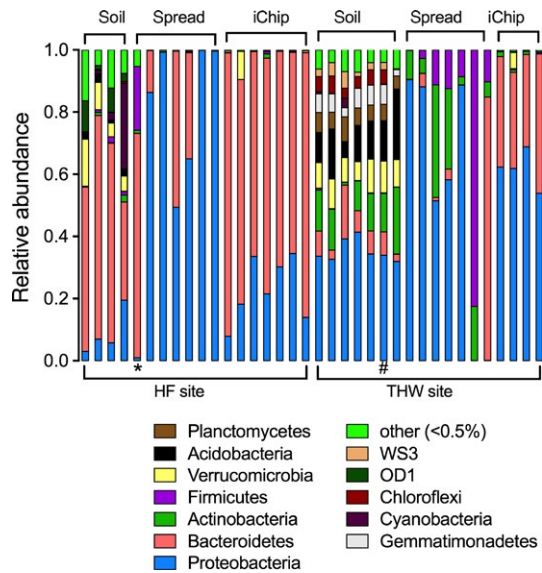 Soil Spread iChip Soil Spread iChip
Relative abundance
1.0
0.8
0.6
0.4
0.2
0.0
* #
HF site THW site
Planctomycetes other (<0.5%)
Acidobacteria WS3
Verrucomicrobia OD1
Firmicutes Chloroflexi
Actinobacteria Cyanobacteria
Bacteroidetes Gemmatimonadetes
Proteobacteria